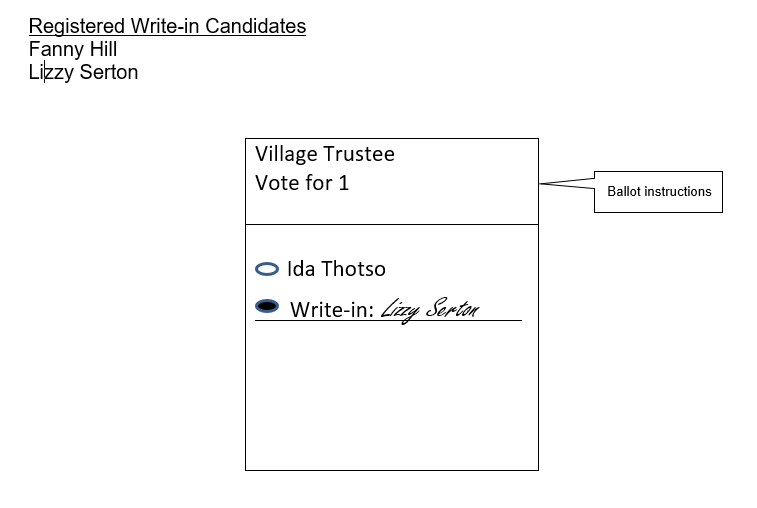 Registered Write-in Candidates
Fanny Hill
Lizzy Serton
Village Trustee
Vote for 1
Ballot instructions
Ida Thotso
Write-in: Lizzy Serton